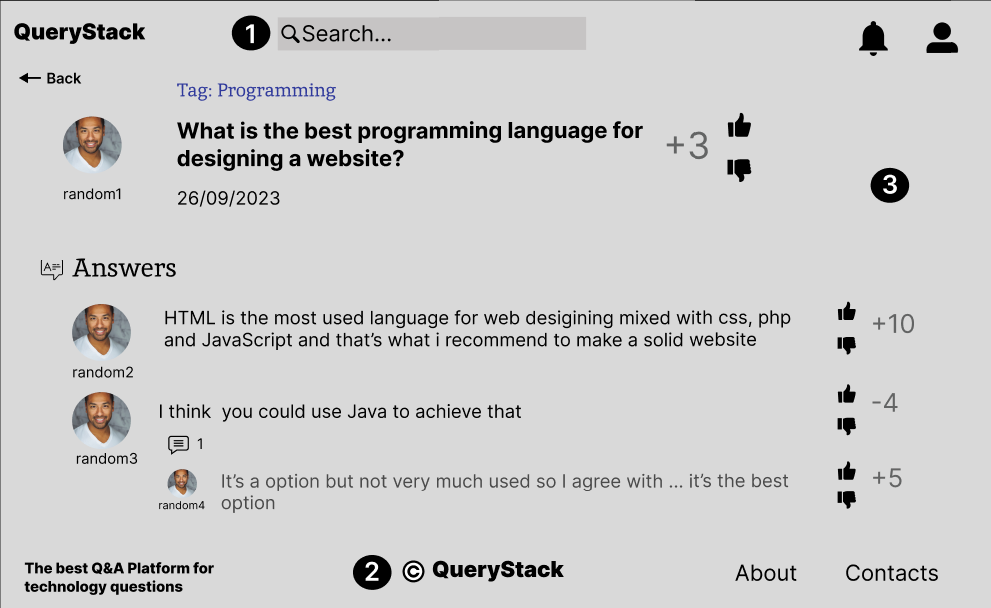 QueryStack
1 Search...
Back
Tag: Programming
What is the best programming language for
designing a website?
+3
random1
26/09/2023
3
Answers
HTML is the most used language for web desigining mixed with css, php
and JavaScript and that's what i recommend to make a solid website
+10
random2
I think  you could use Java to achieve that
-4
1
random3
It's a option but not very much used so I agree with ... it's the best
option
+5
random4
The best Q&A Platform for
technology questions
2 © QueryStack
About
Contacts